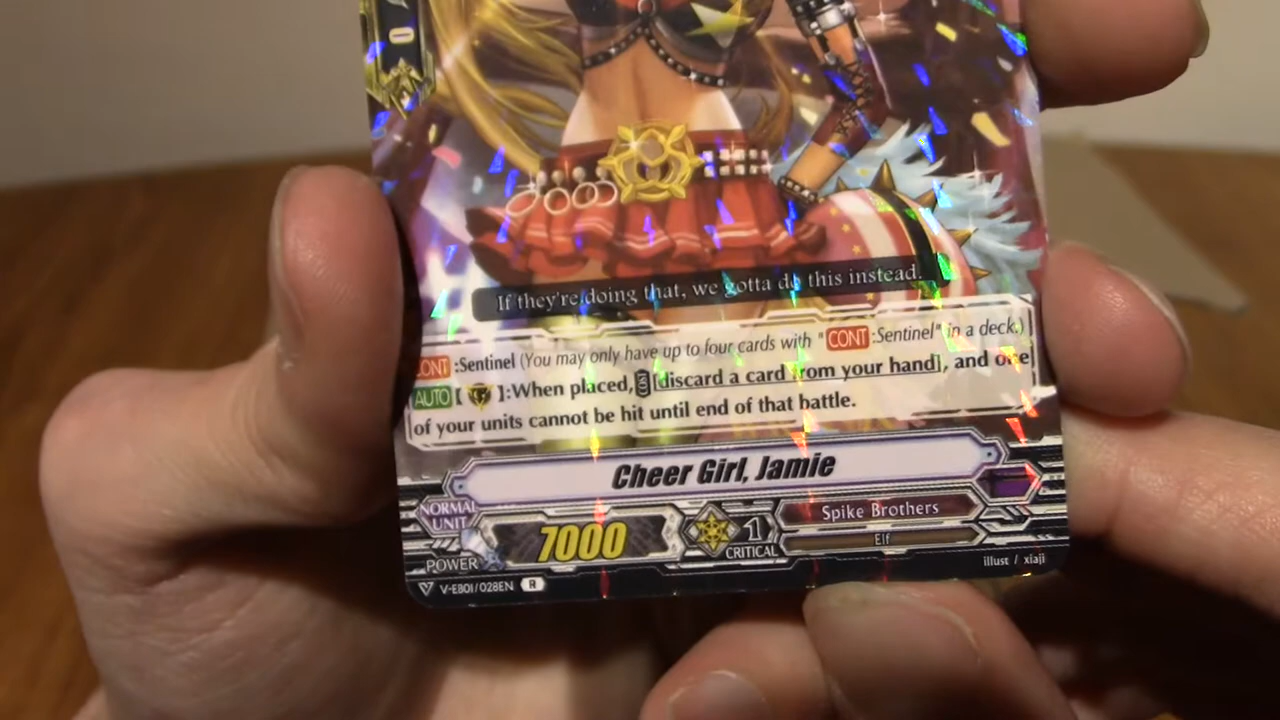 0
If they're doing that, we gotta do this instead.
CONT:Sentinel (You may only have up to four cards with "CONT:Sentinel" in a deck.)
AUTO[ ]:When placed, COST[discard a card from your hand], and one
of your units cannot be hit until end of that battle.
Cheer Girl, Jamie
NORMAL UNIT
POWER 7000
1 CRITICAL
Spike Brothers
Elf
V-EB01/028EN R
illust / xiaji